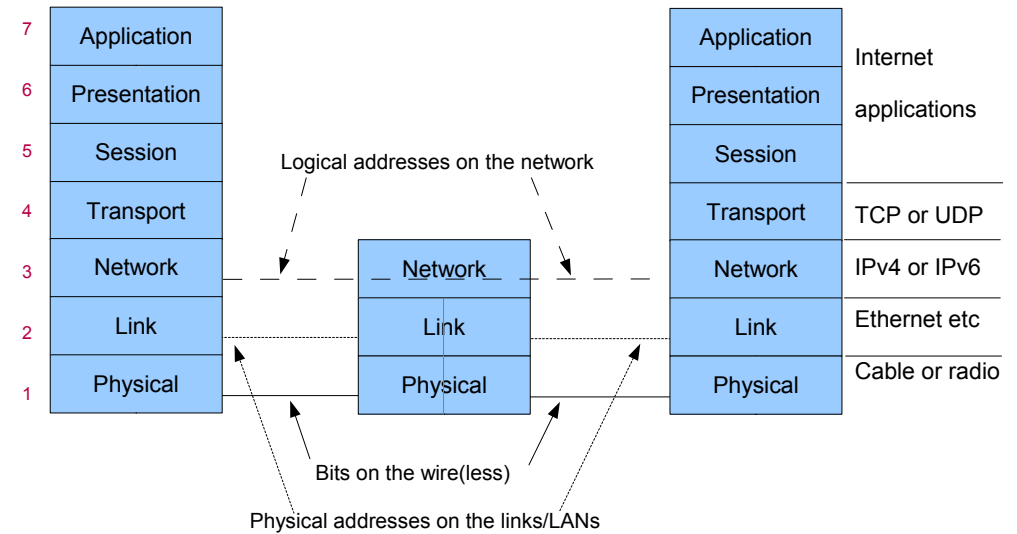 7
Application
Application
Internet
6
Presentation
Presentation
applications
5
Session
Session
Logical addresses on the network
4
Transport
Transport
TCP or UDP
3
Network
Network
Network
IPv4 or IPv6
2
Link
Link
Link
Ethernet etc
1
Physical
Physical
Physical
Cable or radio
Bits on the wire(less)
Physical addresses on the links/LANs